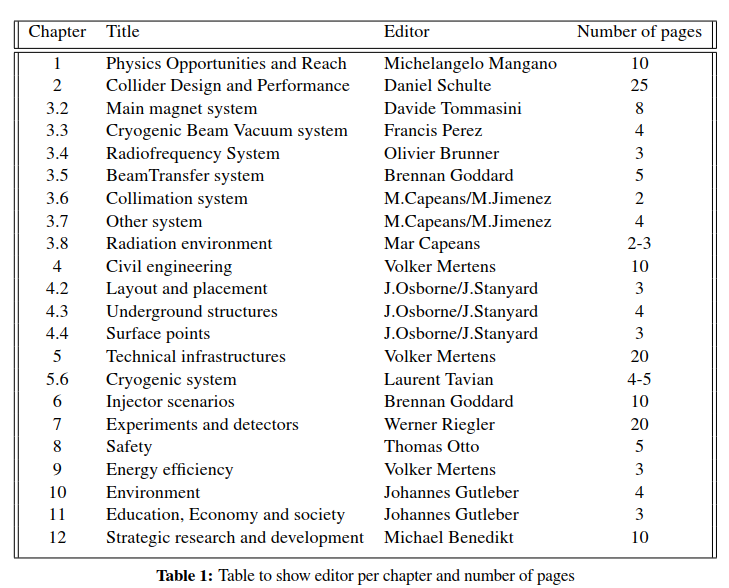 Chapter Title Editor Number of pages
1 Physics Opportunities and Reach Michelangelo Mangano 10
2 Collider Design and Performance Daniel Schulte 25
3.2 Main magnet system Davide Tommasini 8
3.3 Cryogenic Beam Vacuum system Francis Perez 4
3.4 Radiofrequency System Olivier Brunner 3
3.5 BeamTransfer system Brennan Goddard 5
3.6 Collimation system M.Capeans/M.Jimenez 2
3.7 Other system M.Capeans/M.Jimenez 4
3.8 Radiation environment Mar Capeans 2-3
4 Civil engineering Volker Mertens 10
4.2 Layout and placement J.Osborne/J.Stanyard 3
4.3 Underground structures J.Osborne/J.Stanyard 4
4.4 Surface points J.Osborne/J.Stanyard 3
5 Technical infrastructures Volker Mertens 20
5.6 Cryogenic system Laurent Tavian 4-5
6 Injector scenarios Brennan Goddard 10
7 Experiments and detectors Werner Riegler 20
8 Safety Thomas Otto 5
9 Energy efficiency Volker Mertens 3
10 Environment Johannes Gutleber 4
11 Education, Economy and society Johannes Gutleber 3
12 Strategic research and development Michael Benedikt 10
Table 1: Table to show editor per chapter and number of pages